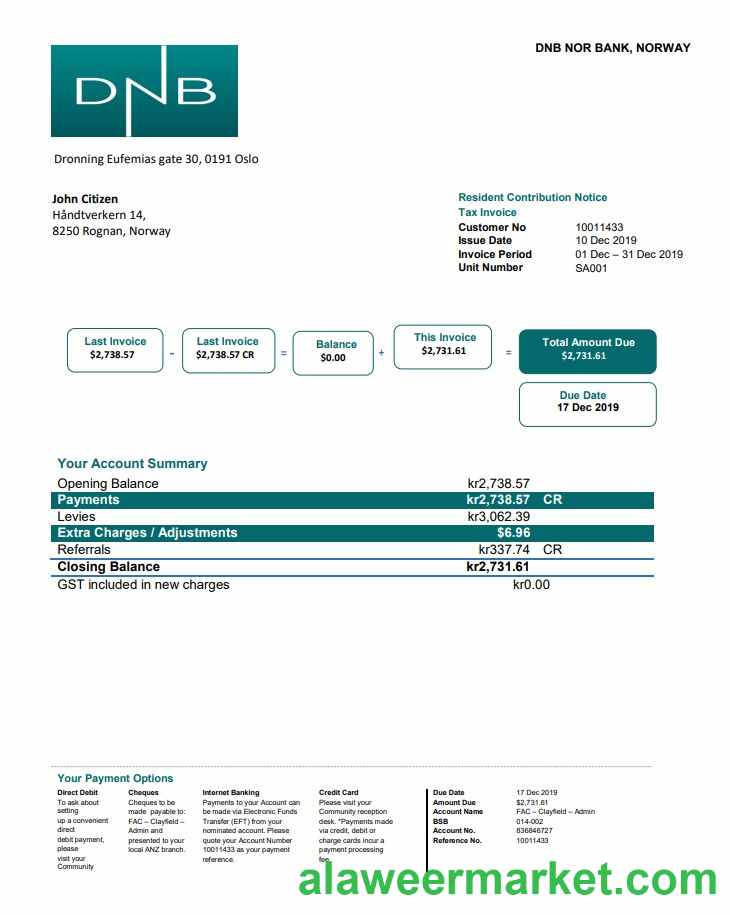 DNB
DNB NOR BANK, NORWAY
Dronning Eufemias gate 30, 0191 Oslo
John Citizen
Håndtverkern 14,
8250 Rognan, Norway
Resident Contribution Notice
Tax Invoice
Customer No 10011433
Issue Date 10 Dec 2019
Invoice Period 01 Dec – 31 Dec 2019
Unit Number SA001
Last Invoice
$2,738.57
-
Last Invoice
$2,738.57 CR
=
Balance
$0.00
+
This Invoice
$2,731.61
=
Total Amount Due
$2,731.61
Due Date
17 Dec 2019
Your Account Summary
Opening Balance kr2,738.57
Payments kr2,738.57 CR
Levies kr3,062.39
Extra Charges / Adjustments $6.96
Referrals kr337.74 CR
Closing Balance kr2,731.61
GST included in new charges kr0.00
Your Payment Options
Direct Debit
To ask about
setting
up a convenient
direct
debit payment,
please
visit your
Community
Cheques
Cheques to be
made payable to:
FAC – Clayfield –
Admin and
presented to your
local ANZ branch.
Internet Banking
Payments to your Account can
be made via Electronic Funds
Transfer (EFT) from your
nominated account. Please
quote your Account Number
10011433 as your payment
reference.
Credit Card
Please visit your
Community reception
desk. *Payments made
via credit, debit or
charge cards incur a
payment processing
fee.
Due Date 17 Dec 2019
Amount Due $2,731.61
Account Name FAC – Clayfield – Admin
BSB 014-002
Account No. 836846727
Reference No. 10011433
alaweermarket.com